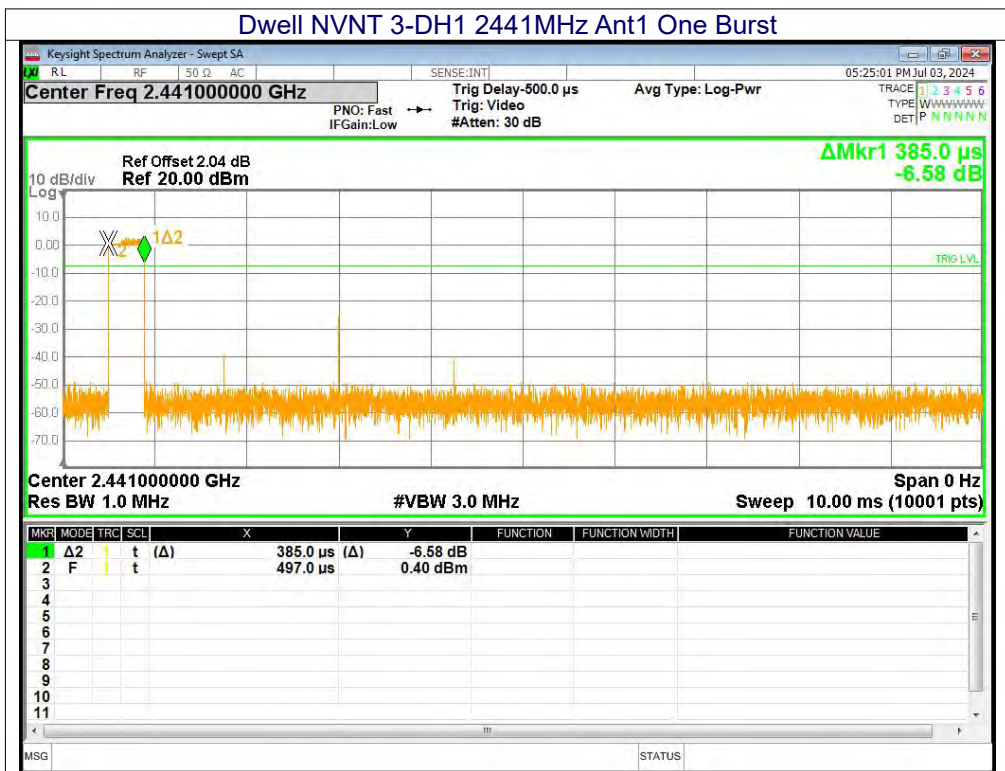 Dwell NVNT 3-DH1 2441MHz Ant1 One Burst
Keysight Spectrum Analyzer - Swept SA
LXI RL RF 50 Ω AC SENSE:INT 05:25:01 PM Jul 03, 2024
Center Freq 2.441000000 GHz
PNO: Fast
IFGain:Low
Trig Delay-500.0 µs
Trig: Video
#Atten: 30 dB
Avg Type: Log-Pwr
TRACE 1 2 3 4 5 6
TYPE WWWWWW
DET P N N N N N
ΔMkr1 385.0 µs
-6.58 dB
Ref Offset 2.04 dB
10 dB/div Ref 20.00 dBm
Log
10.0
0.00
-10.0
-20.0
-30.0
-40.0
-50.0
-60.0
-70.0
2
1Δ2
TRIG LVL
Center 2.441000000 GHz Span 0 Hz
Res BW 1.0 MHz #VBW 3.0 MHz Sweep 10.00 ms (10001 pts)
MKR MODE TRC SCL X Y FUNCTION FUNCTION WIDTH FUNCTION VALUE
1 Δ2 1 t (Δ) 385.0 µs (Δ) -6.58 dB
2 F 1 t 497.0 µs 0.40 dBm
3
4
5
6
7
8
9
10
11
MSG STATUS